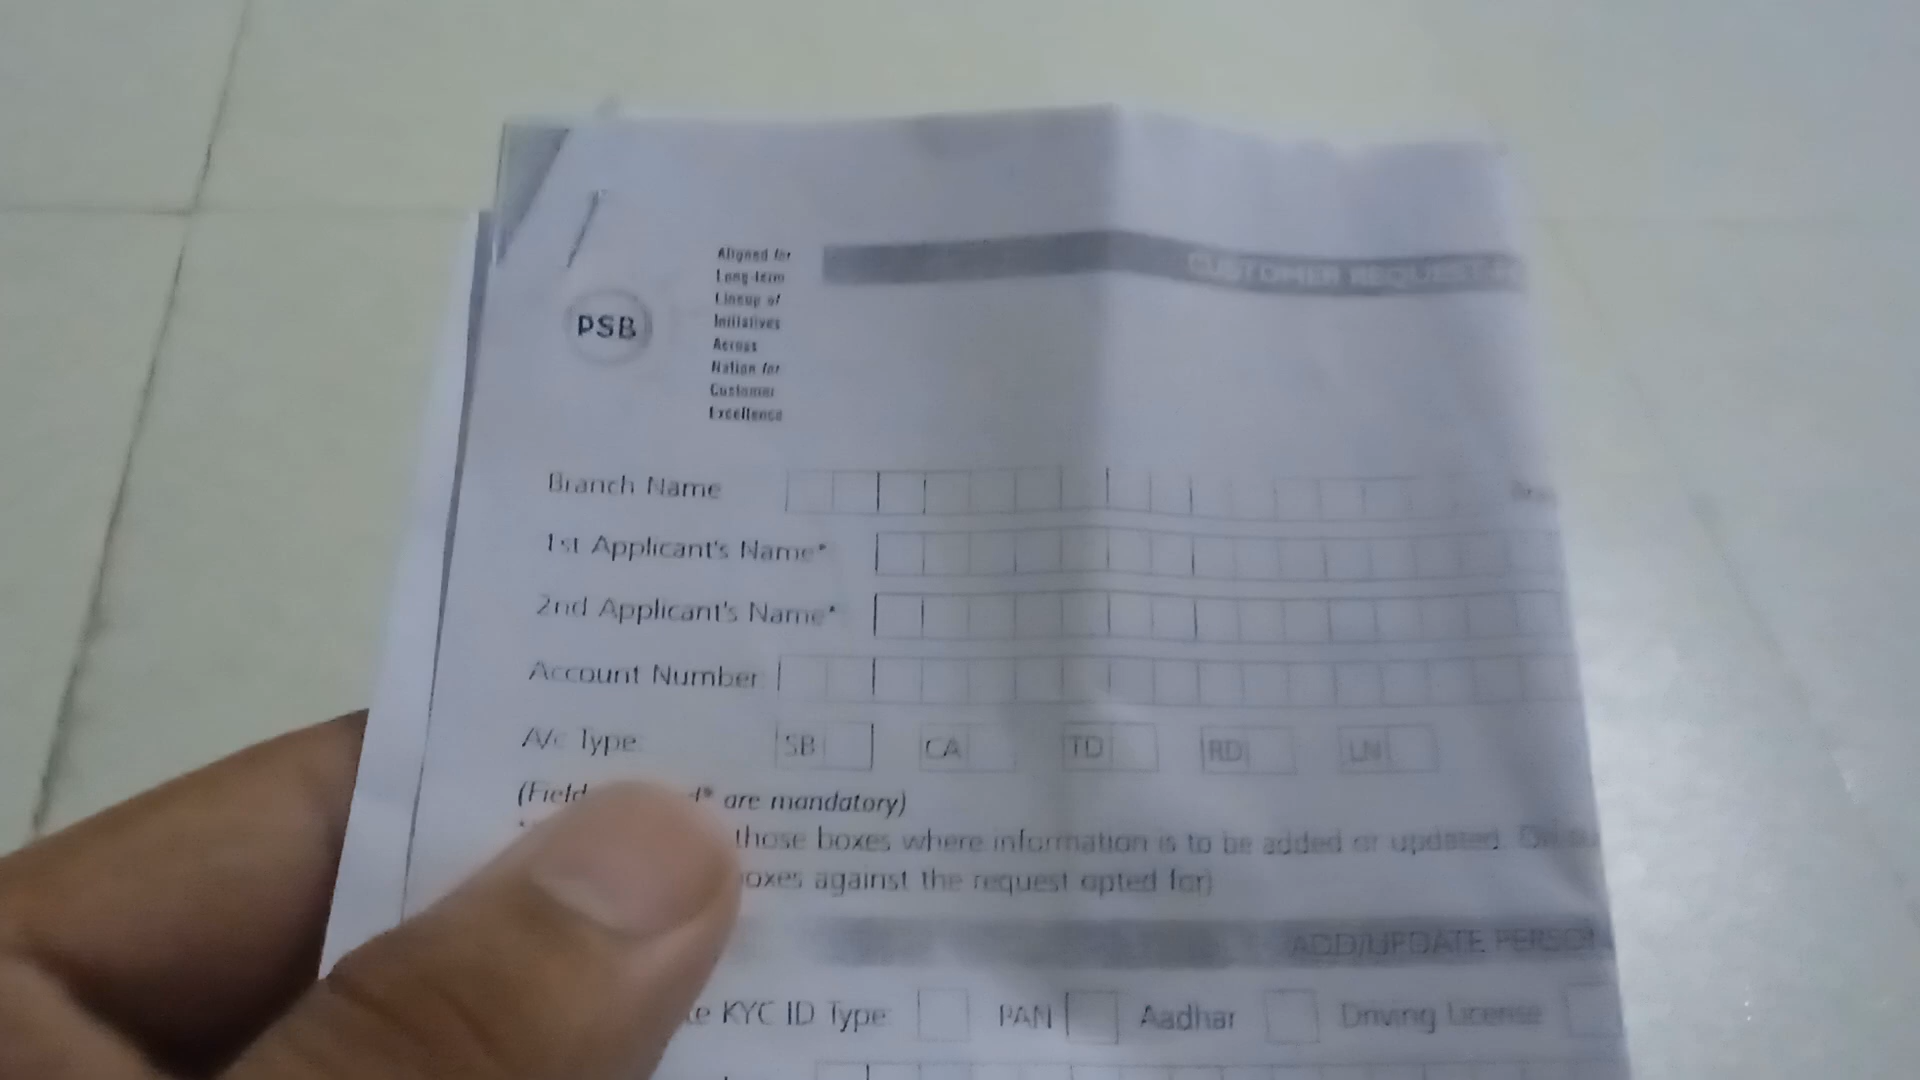 Aligned for
Long-term
Lineup of
Initiatives
Across
Nation for
Customer
Excellence
PSB
CUSTOMER REQUEST
Branch Name
1st Applicant's Name*
2nd Applicant's Name*
Account Number
A/c Type
SB CA TD RD LN
(Field * are mandatory)
those boxes where information is to be added or updated.
boxes against the request opted for)
ADD/UPDATE PERSON
KYC ID Type PAN Aadhar Driving License